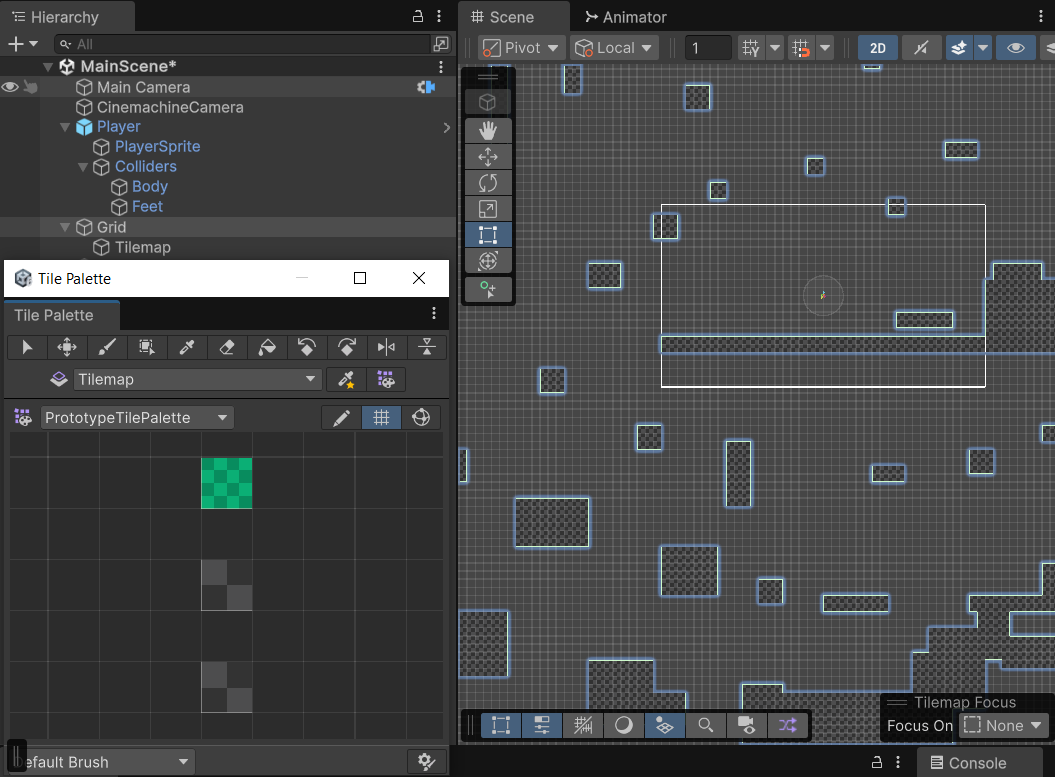 Hierarchy
All
MainScene*
Main Camera
CinemachineCamera
Player
PlayerSprite
Colliders
Body
Feet
Grid
Tilemap
Tile Palette
Tile Palette
Tilemap
PrototypeTilePalette
Default Brush
Scene
Animator
Pivot
Local
1
2D
Tilemap Focus
Focus On
None
Console